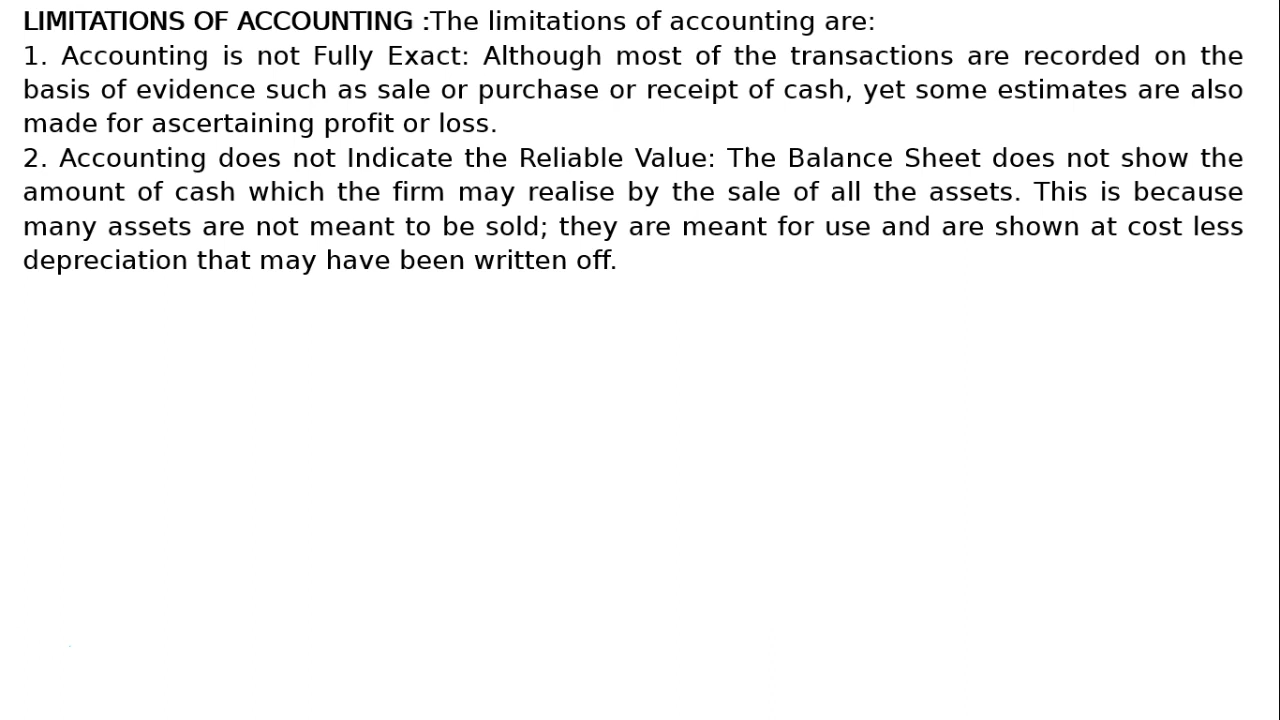 LIMITATIONS OF ACCOUNTING :The limitations of accounting are:
1. Accounting is not Fully Exact: Although most of the transactions are recorded on the
basis of evidence such as sale or purchase or receipt of cash, yet some estimates are also
made for ascertaining profit or loss.
2. Accounting does not Indicate the Reliable Value: The Balance Sheet does not show the
amount of cash which the firm may realise by the sale of all the assets. This is because
many assets are not meant to be sold; they are meant for use and are shown at cost less
depreciation that may have been written off.